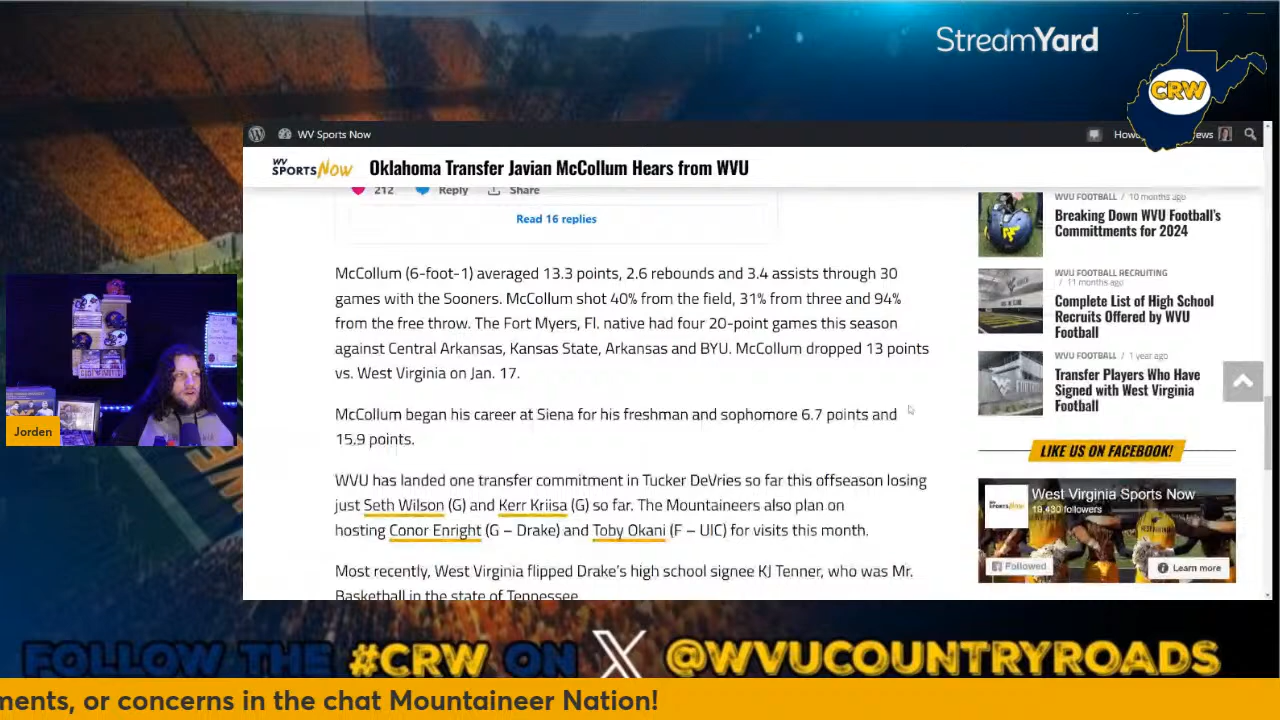 StreamYard
CRW
WV Sports Now
Howd
ews
WV
SPORTS NOW
Oklahoma Transfer Javian McCollum Hears from WVU
212 Reply Share
Read 16 replies
McCollum (6-foot-1) averaged 13.3 points, 2.6 rebounds and 3.4 assists through 30
games with the Sooners. McCollum shot 40% from the field, 31% from three and 94%
from the free throw. The Fort Myers, Fl. native had four 20-point games this season
against Central Arkansas, Kansas State, Arkansas and BYU. McCollum dropped 13 points
vs. West Virginia on Jan. 17.
McCollum began his career at Siena for his freshman and sophomore 6.7 points and
15.9 points.
WVU has landed one transfer commitment in Tucker DeVries so far this offseason losing
just Seth Wilson (G) and Kerr Kriisa (G) so far. The Mountaineers also plan on
hosting Conor Enright (G – Drake) and Toby Okani (F – UIC) for visits this month.
Most recently, West Virginia flipped Drake's high school signee KJ Tenner, who was Mr.
Basketball in the state of Tennessee.
WVU FOOTBALL / 10 months ago
Breaking Down WVU Football's
Committments for 2024
WVU FOOTBALL RECRUITING
/ 11 months ago
Complete List of High School
Recruits Offered by WVU
Football
WVU FOOTBALL / 1 year ago
Transfer Players Who Have
Signed with West Virginia
Football
LIKE US ON FACEBOOK!
WV
SPORTS NOW
West Virginia Sports Now
19,430 followers
Followed
Learn more
Jorden
FOLLOW THE #CRW ON X @WVUCOUNTRYROADS
ments, or concerns in the chat Mountaineer Nation!